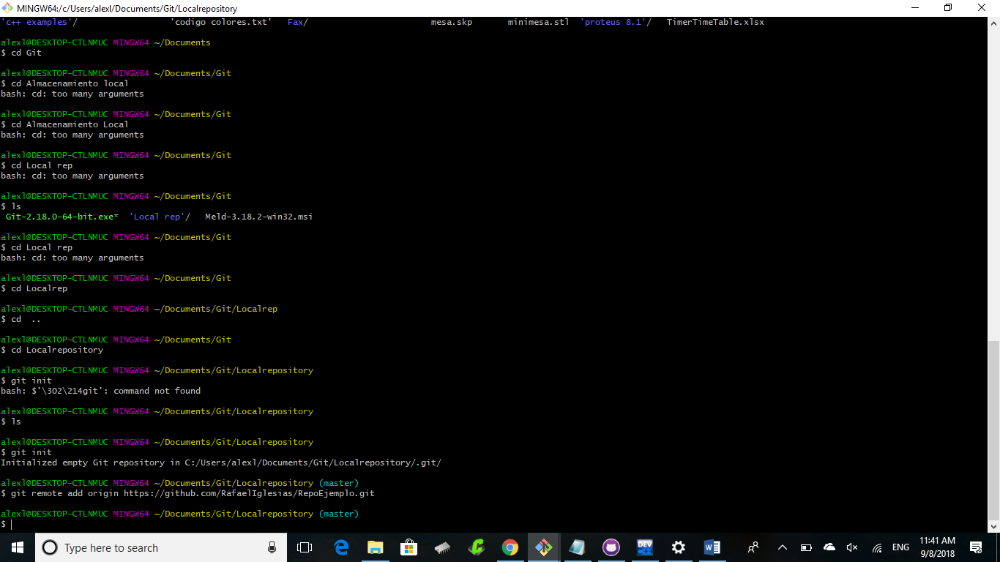 MINGW64:/c/Users/alexl/Documents/Git/Localrepository
'c++ examples'/ 'codigo colores.txt' Fax/ mesa.skp minimesa.stl 'proteus 8.1'/ TimerTimeTable.xlsx
alexl@DESKTOP-CTLNMUC MINGW64 ~/Documents
$ cd Git
alexl@DESKTOP-CTLNMUC MINGW64 ~/Documents/Git
$ cd Almacenamiento local
bash: cd: too many arguments
alexl@DESKTOP-CTLNMUC MINGW64 ~/Documents/Git
$ cd Almacenamiento Local
bash: cd: too many arguments
alexl@DESKTOP-CTLNMUC MINGW64 ~/Documents/Git
$ cd Local rep
bash: cd: too many arguments
alexl@DESKTOP-CTLNMUC MINGW64 ~/Documents/Git
$ ls
Git-2.18.0-64-bit.exe* 'Local rep'/ Meld-3.18.2-win32.msi
alexl@DESKTOP-CTLNMUC MINGW64 ~/Documents/Git
$ cd Local rep
bash: cd: too many arguments
alexl@DESKTOP-CTLNMUC MINGW64 ~/Documents/Git
$ cd Localrep
alexl@DESKTOP-CTLNMUC MINGW64 ~/Documents/Git/Localrep
$ cd  ..
alexl@DESKTOP-CTLNMUC MINGW64 ~/Documents/Git
$ cd Localrepository
alexl@DESKTOP-CTLNMUC MINGW64 ~/Documents/Git/Localrepository
$ git init
bash: $'\302\214git': command not found
alexl@DESKTOP-CTLNMUC MINGW64 ~/Documents/Git/Localrepository
$ ls
alexl@DESKTOP-CTLNMUC MINGW64 ~/Documents/Git/Localrepository
$ git init
Initialized empty Git repository in C:/Users/alexl/Documents/Git/Localrepository/.git/
alexl@DESKTOP-CTLNMUC MINGW64 ~/Documents/Git/Localrepository (master)
$ git remote add origin https://github.com/RafaelIglesias/RepoEjemplo.git
alexl@DESKTOP-CTLNMUC MINGW64 ~/Documents/Git/Localrepository (master)
$
Type here to search
DEV
ENG
11:41 AM
9/8/2018